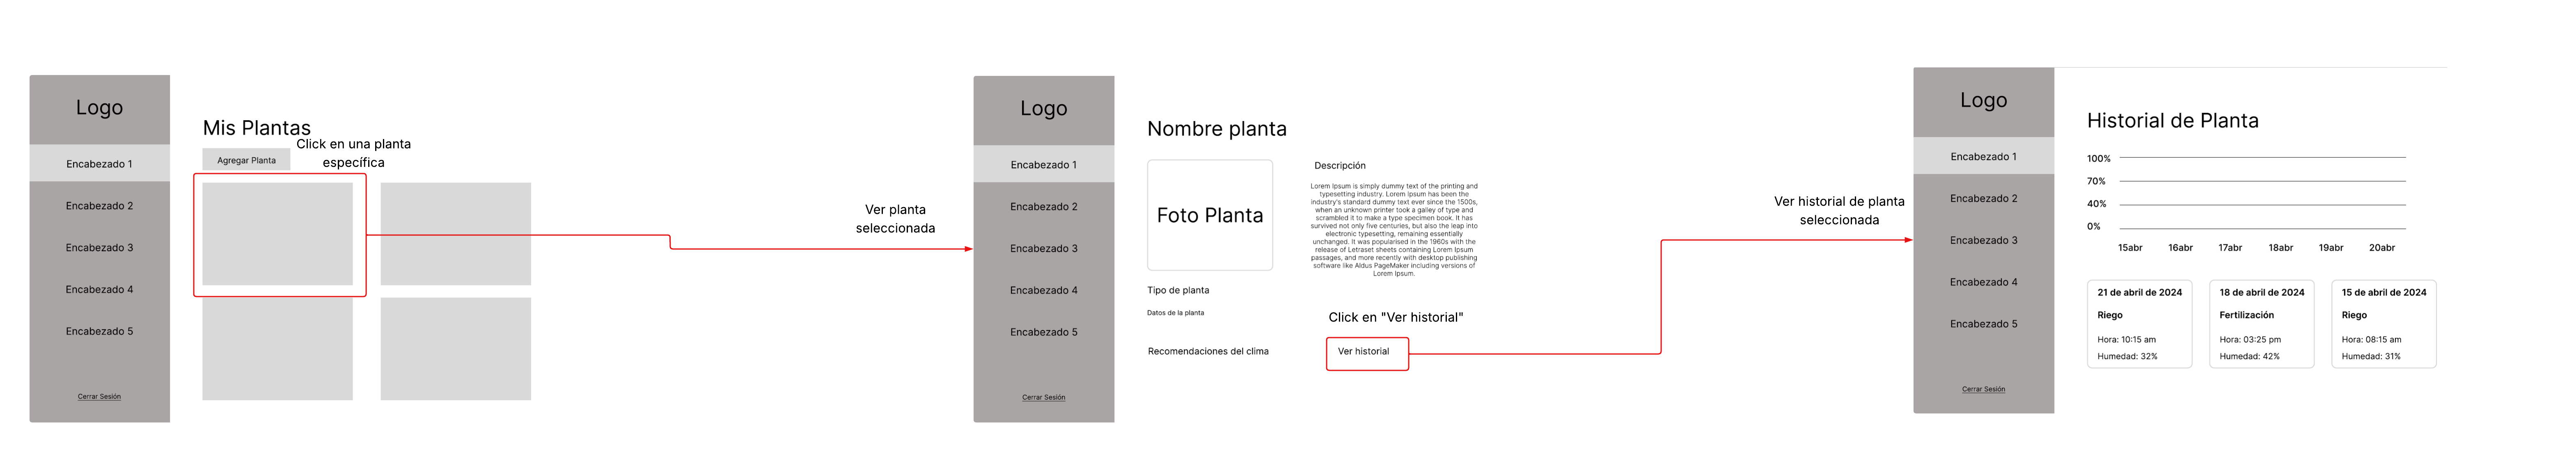 Logo
Encabezado 1
Encabezado 2
Encabezado 3
Encabezado 4
Encabezado 5
Cerrar Sesión
Mis Plantas
Agregar Planta
Click en una planta
específica
Ver planta
seleccionada
Logo
Encabezado 1
Encabezado 2
Encabezado 3
Encabezado 4
Encabezado 5
Cerrar Sesión
Nombre planta
Foto Planta
Descripción
Lorem Ipsum is simply dummy text of the printing and
typesetting industry. Lorem Ipsum has been the
industry's standard dummy text ever since the 1500s,
when an unknown printer took a galley of type and
scrambled it to make a type specimen book. It has
survived not only five centuries, but also the leap into
electronic typesetting, remaining essentially
unchanged. It was popularised in the 1960s with the
release of Letraset sheets containing Lorem Ipsum
passages, and more recently with desktop publishing
software like Aldus PageMaker including versions of
Lorem Ipsum.
Tipo de planta
Datos de la planta
Recomendaciones del clima
Click en "Ver historial"
Ver historial
Ver historial de planta
seleccionada
Logo
Encabezado 1
Encabezado 2
Encabezado 3
Encabezado 4
Encabezado 5
Cerrar Sesión
Historial de Planta
100%
70%
40%
0%
15abr 16abr 17abr 18abr 19abr 20abr
21 de abril de 2024
Riego
Hora: 10:15 am
Humedad: 32%
18 de abril de 2024
Fertilización
Hora: 03:25 pm
Humedad: 42%
15 de abril de 2024
Riego
Hora: 08:15 am
Humedad: 31%